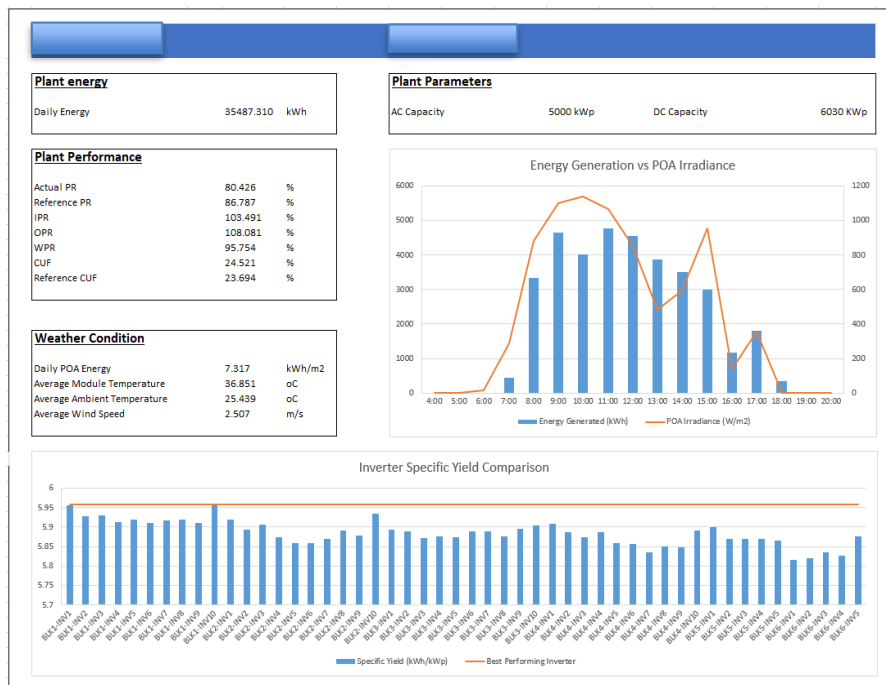 Plant energy
Daily Energy 35487.310 kWh
Plant Parameters
AC Capacity 5000 kWp DC Capacity 6030 KWp
Plant Performance
Actual PR 80.426 %
Reference PR 86.787 %
IPR 103.491 %
OPR 108.081 %
WPR 95.754 %
CUF 24.521 %
Reference CUF 23.694 %
Weather Condition
Daily POA Energy 7.317 kWh/m2
Average Module Temperature 36.851 oC
Average Ambient Temperature 25.439 oC
Average Wind Speed 2.507 m/s
Energy Generation vs POA Irradiance
6000 1200
5000 1000
4000 800
3000 600
2000 400
1000 200
0 0
4:00 5:00 6:00 7:00 8:00 9:00 10:00 11:00 12:00 13:00 14:00 15:00 16:00 17:00 18:00 19:00 20:00
Energy Generated (kWh) POA Irradiance (W/m2)
Inverter Specific Yield Comparison
6
5.95
5.9
5.85
5.8
5.75
5.7
BLK1-INV1 BLK1-INV2 BLK1-INV3 BLK1-INV4 BLK1-INV5 BLK1-INV6 BLK1-INV7 BLK1-INV8 BLK1-INV9 BLK1-INV10 BLK2-INV1 BLK2-INV2 BLK2-INV3 BLK2-INV4 BLK2-INV5 BLK2-INV6 BLK2-INV7 BLK2-INV8 BLK2-INV9 BLK2-INV10 BLK3-INV1 BLK3-INV2 BLK3-INV3 BLK3-INV4 BLK3-INV5 BLK3-INV6 BLK3-INV7 BLK3-INV8 BLK3-INV9 BLK3-INV10 BLK4-INV1 BLK4-INV2 BLK4-INV3 BLK4-INV4 BLK4-INV5 BLK4-INV6 BLK4-INV7 BLK4-INV8 BLK4-INV9 BLK4-INV10 BLK5-INV1 BLK5-INV2 BLK5-INV3 BLK5-INV4 BLK5-INV5 BLK6-INV1 BLK6-INV2 BLK6-INV3 BLK6-INV4 BLK6-INV5
Specific Yield (kWh/kWp) Best Performing Inverter